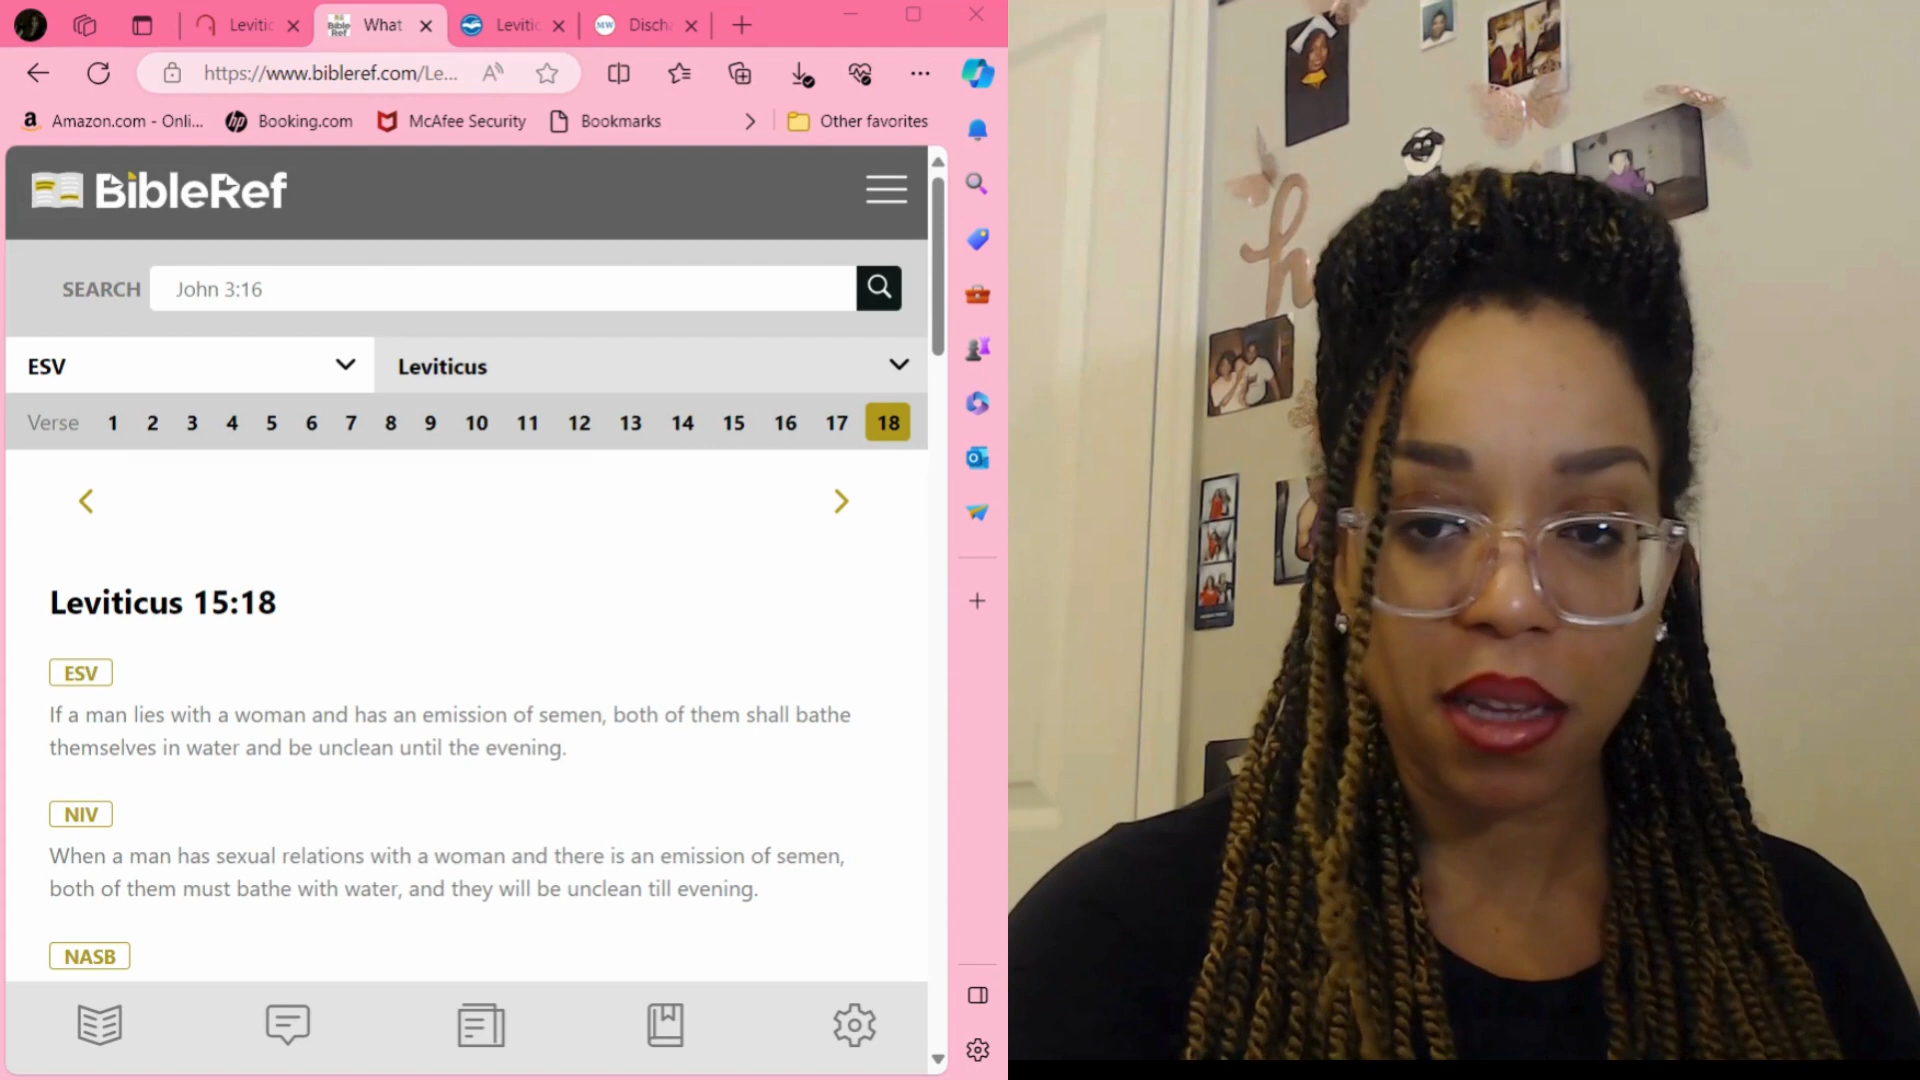 Levitic
What
Levitic
MW
Disch
https://www.bibleref.com/Le...
Amazon.com - Onli...
Booking.com
McAfee Security
Bookmarks
Other favorites
BibleRef
SEARCH
John 3:16
ESV
Leviticus
Verse 1 2 3 4 5 6 7 8 9 10 11 12 13 14 15 16 17 18
Leviticus 15:18
ESV
If a man lies with a woman and has an emission of semen, both of them shall bathe
themselves in water and be unclean until the evening.
NIV
When a man has sexual relations with a woman and there is an emission of semen,
both of them must bathe with water, and they will be unclean till evening.
NASB
h